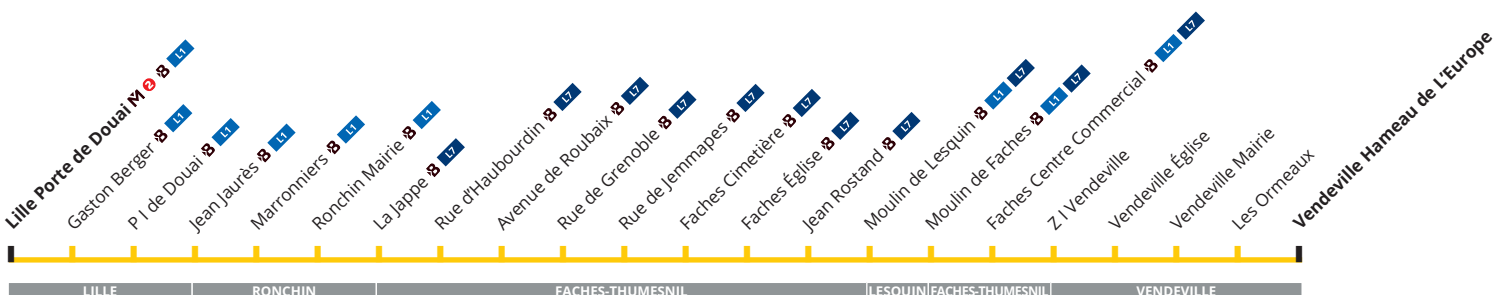 Lille Porte de Douai M 2 B L1
Gaston Berger B L1
P I de Douai B L1
Jean Jaurès B L1
Marronniers B L1
Ronchin Mairie B L1
La Jappe B L7
Rue d'Haubourdin B L7
Avenue de Roubaix B L7
Rue de Grenoble B L7
Rue de Jemmapes B L7
Faches Cimetière B L7
Faches Église B L7
Jean Rostand B L7
Moulin de Lesquin B L1 L7
Moulin de Faches B L1 L7
Faches Centre Commercial B L1 L7
Z I Vendeville
Vendeville Église
Vendeville Mairie
Les Ormeaux
Vendeville Hameau de L'Europe
LILLE
RONCHIN
FACHES-THUMESNIL
LESQUIN
FACHES-THUMESNIL
VENDEVILLE